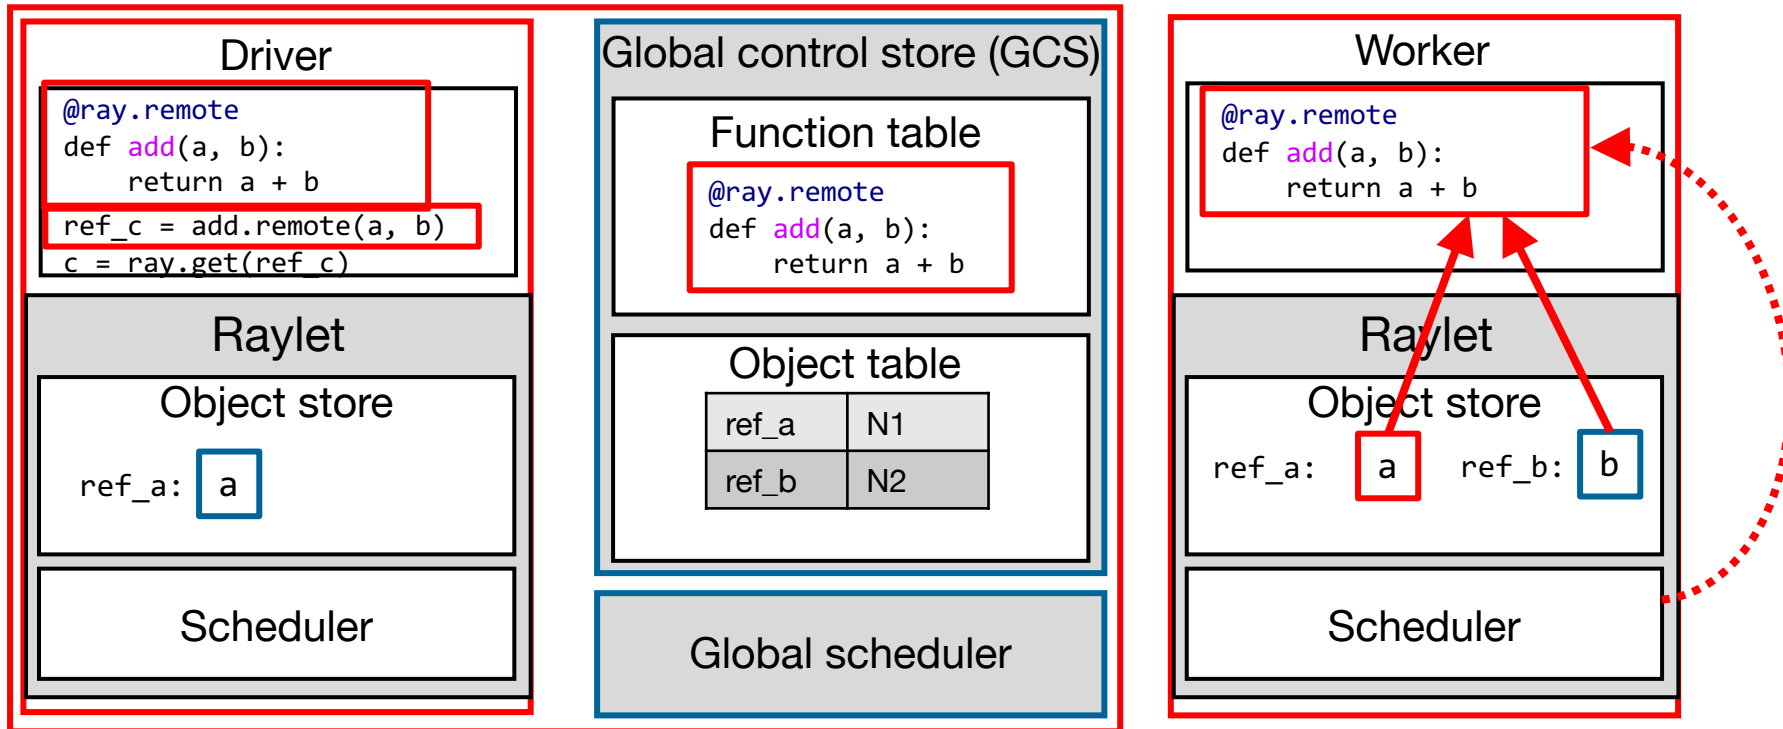 Driver
@ray.remote
def add(a, b):
    return a + b
ref_c = add.remote(a, b)
c = ray.get(ref_c)
Raylet
Object store
ref_a: a
Scheduler
Global control store (GCS)
Function table
@ray.remote
def add(a, b):
    return a + b
Object table
ref_a N1
ref_b N2
Global scheduler
Worker
@ray.remote
def add(a, b):
    return a + b
Raylet
Object store
ref_a: a ref_b: b
Scheduler